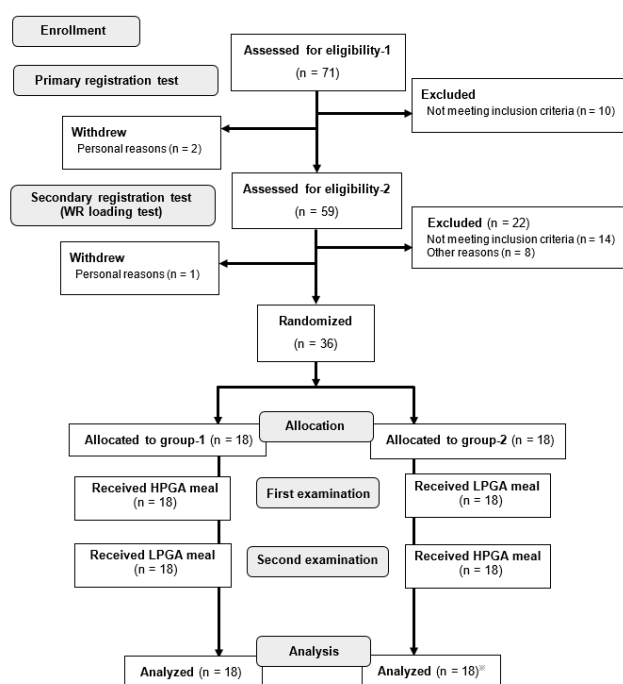 Enrollment
Assessed for eligibility-1
(n = 71)
Primary registration test
Excluded
Not meeting inclusion criteria (n = 10)
Withdrew
Personal reasons (n = 2)
Assessed for eligibility-2
(n = 59)
Secondary registration test
(WR loading test)
Excluded (n = 22)
Not meeting inclusion criteria (n = 14)
Other reasons (n = 8)
Withdrew
Personal reasons (n = 1)
Randomized
(n = 36)
Allocation
Allocated to group-1 (n = 18)
Allocated to group-2 (n = 18)
Received HPGA meal
(n = 18)
First examination
Received LPGA meal
(n = 18)
Received LPGA meal
(n = 18)
Second examination
Received HPGA meal
(n = 18)
Analysis
Analyzed (n = 18)
Analyzed (n = 18)※